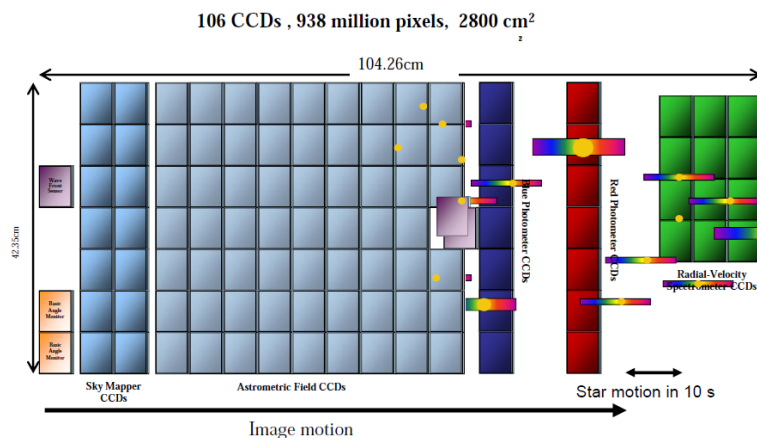 106 CCDs , 938 million pixels, 2800 cm²
2
104.26cm
42.35cm
Wave
Front
Sensor
Blue Photometer CCDs
Red Photometer CCDs
Basic
Angle
Monitor
Basic
Angle
Monitor
Radial-Velocity
Spectrometer CCDs
Sky Mapper
CCDs
Astrometric Field CCDs
Star motion in 10 s
Image motion